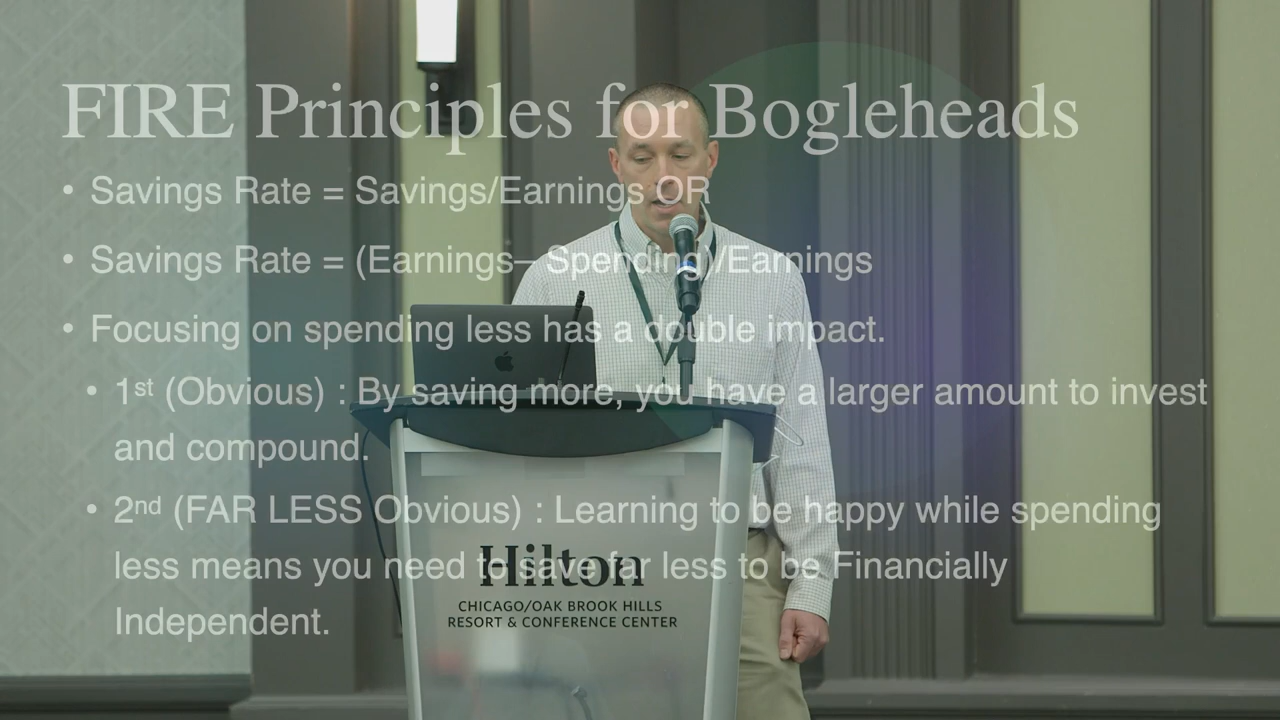 FIRE Principles for Bogleheads
• Savings Rate = Savings/Earnings OR
• Savings Rate = (Earnings– Spending)/Earnings
• Focusing on spending less has a double impact.
• 1st (Obvious) : By saving more, you have a larger amount to invest
and compound.
• 2nd (FAR LESS Obvious) : Learning to be happy while spending
less means you need to save far less to be Financially
Independent.
Hilton
CHICAGO/OAK BROOK HILLS
RESORT & CONFERENCE CENTER